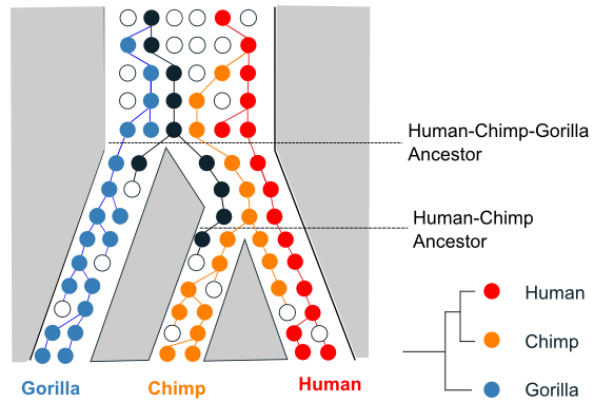 Human-Chimp-Gorilla
Ancestor
Human-Chimp
Ancestor
Human
Chimp
Gorilla
Gorilla
Chimp
Human